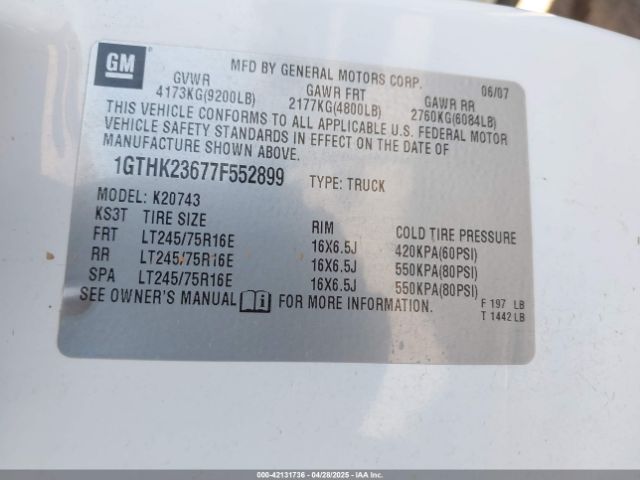 GM
MFD BY GENERAL MOTORS CORP. 06/07
GVWR GAWR FRT GAWR RR
4173KG(9200LB) 2177KG(4800LB) 2760KG(6084LB)
THIS VEHICLE CONFORMS TO ALL APPLICABLE U.S. FEDERAL MOTOR
VEHICLE SAFETY STANDARDS IN EFFECT ON THE DATE OF
MANUFACTURE SHOWN ABOVE.
1GTHK23677F552899 TYPE: TRUCK
MODEL: K20743
KS3T TIRE SIZE RIM COLD TIRE PRESSURE
FRT LT245/75R16E 16X6.5J 420KPA(60PSI)
RR LT245/75R16E 16X6.5J 550KPA(80PSI)
SPA LT245/75R16E 16X6.5J 550KPA(80PSI)
SEE OWNER'S MANUAL FOR MORE INFORMATION.
F 197 LB
T 1442 LB
000-42131736 - 04/28/2025 - IAA Inc.